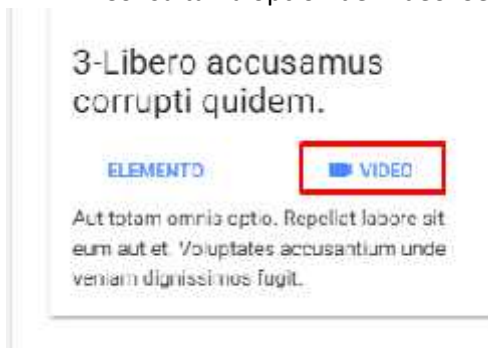 3-Libero accusamus
corrupti quidem.
ELEMENTO
VIDEO
Aut totam omnis optio. Repellat labore sit
eum aut et. Voluptates accusantium unde
veniam dignissimos fugit.